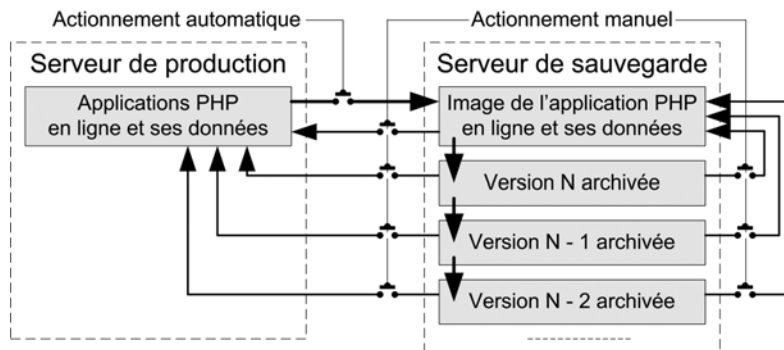 Actionnement automatique
Actionnement manuel
Serveur de production
Serveur de sauvegarde
Applications PHP
en ligne et ses données
Image de l'application PHP
en ligne et ses données
Version N archivée
Version N - 1 archivée
Version N - 2 archivée